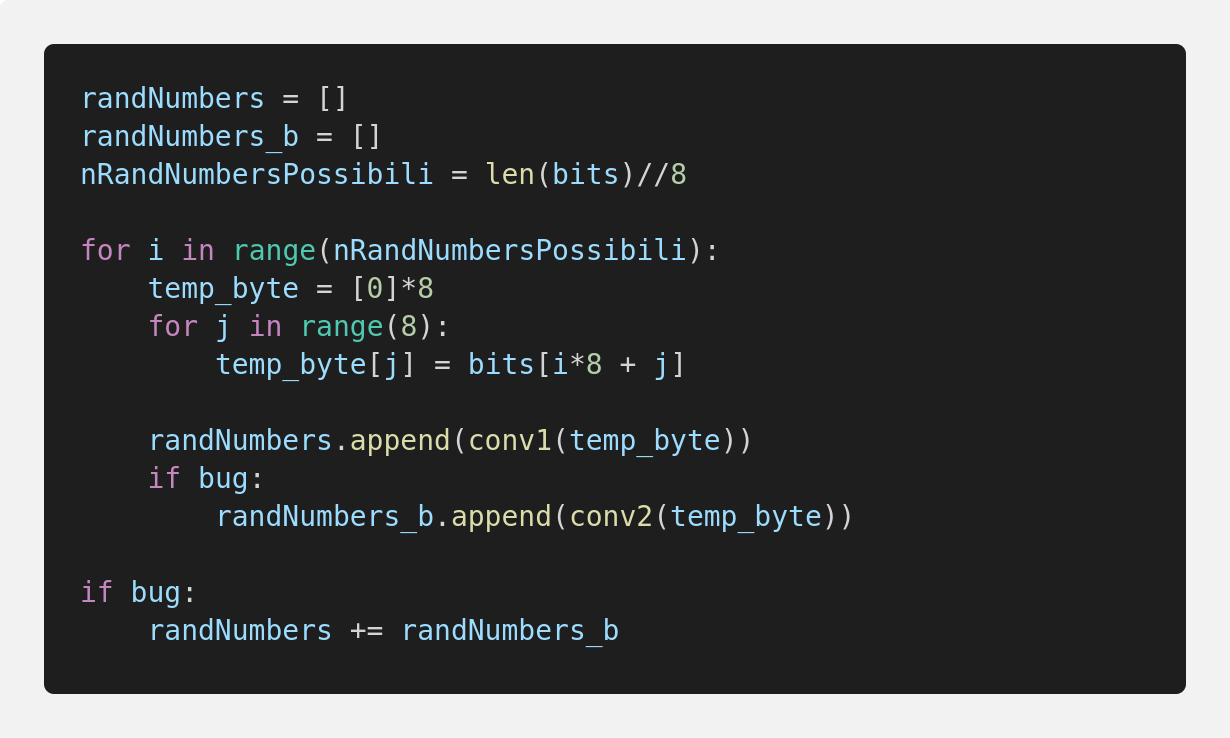 randNumbers = []
randNumbers_b = []
nRandNumbersPossibili = len(bits)//8

for i in range(nRandNumbersPossibili):
    temp_byte = [0]*8
    for j in range(8):
        temp_byte[j] = bits[i*8 + j]

    randNumbers.append(conv1(temp_byte))
    if bug:
        randNumbers_b.append(conv2(temp_byte))

if bug:
    randNumbers += randNumbers_b